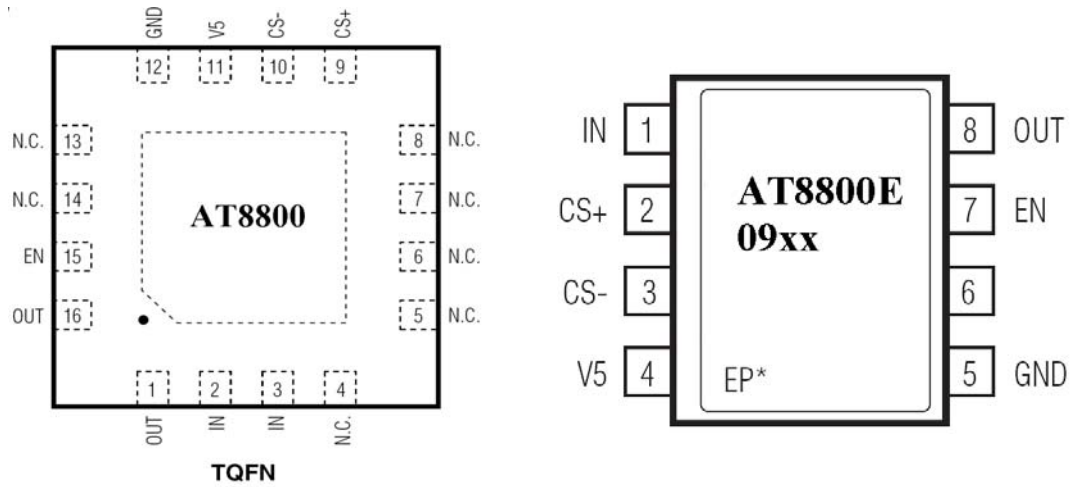 GND V5 CS- CS+
12 11 10 9
N.C. 13 8 N.C.
N.C. 14 7 N.C.
AT8800
EN 15 6 N.C.
OUT 16 5 N.C.
1 2 3 4
OUT IN IN N.C.
TQFN
IN 1 8 OUT
AT8800E
CS+ 2 7 EN
09xx
CS- 3 6
V5 4 5 GND
EP*